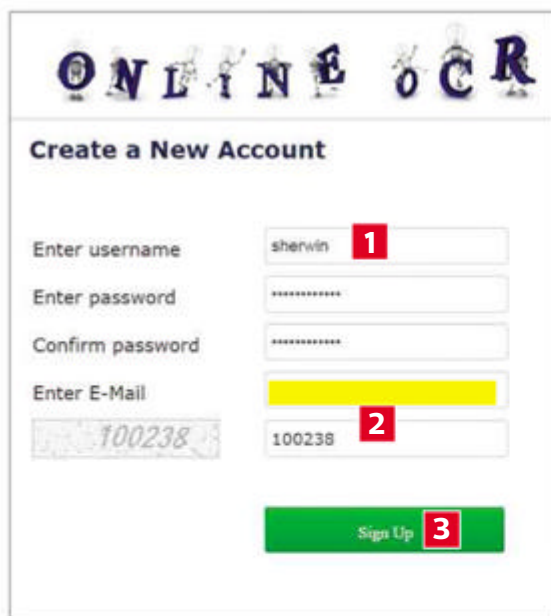 ONLINE OCR
Create a New Account
Enter username sherwin 1
Enter password ••••••••••••
Confirm password ••••••••••••
Enter E-Mail
100238 100238 2
Sign Up 3